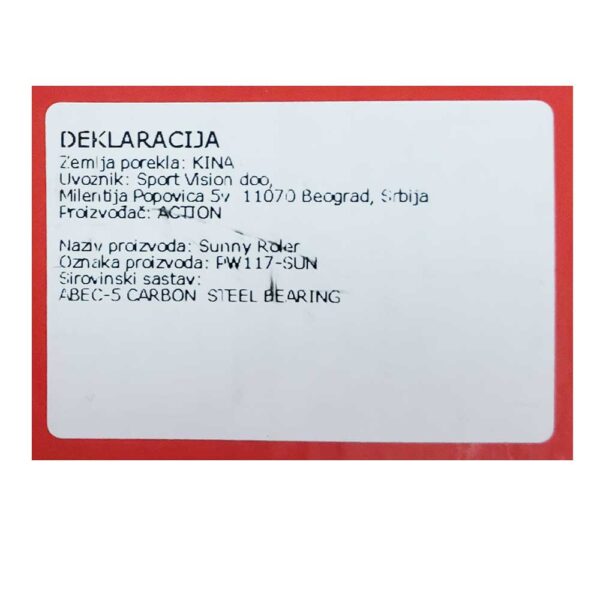 DEKLARACIJA
Zemlja porekla: KINA
Uvoznik: Sport Vision doo,
Milentija Popovica 5v 11070 Beograd, Srbija
Proizvođač: ACTION
Naziv proizvoda: Sunny Roler
Oznaka proizvoda: PW117-SUN
Sirovinski sastav:
ABEC-5 CARBON STEEL BEARING